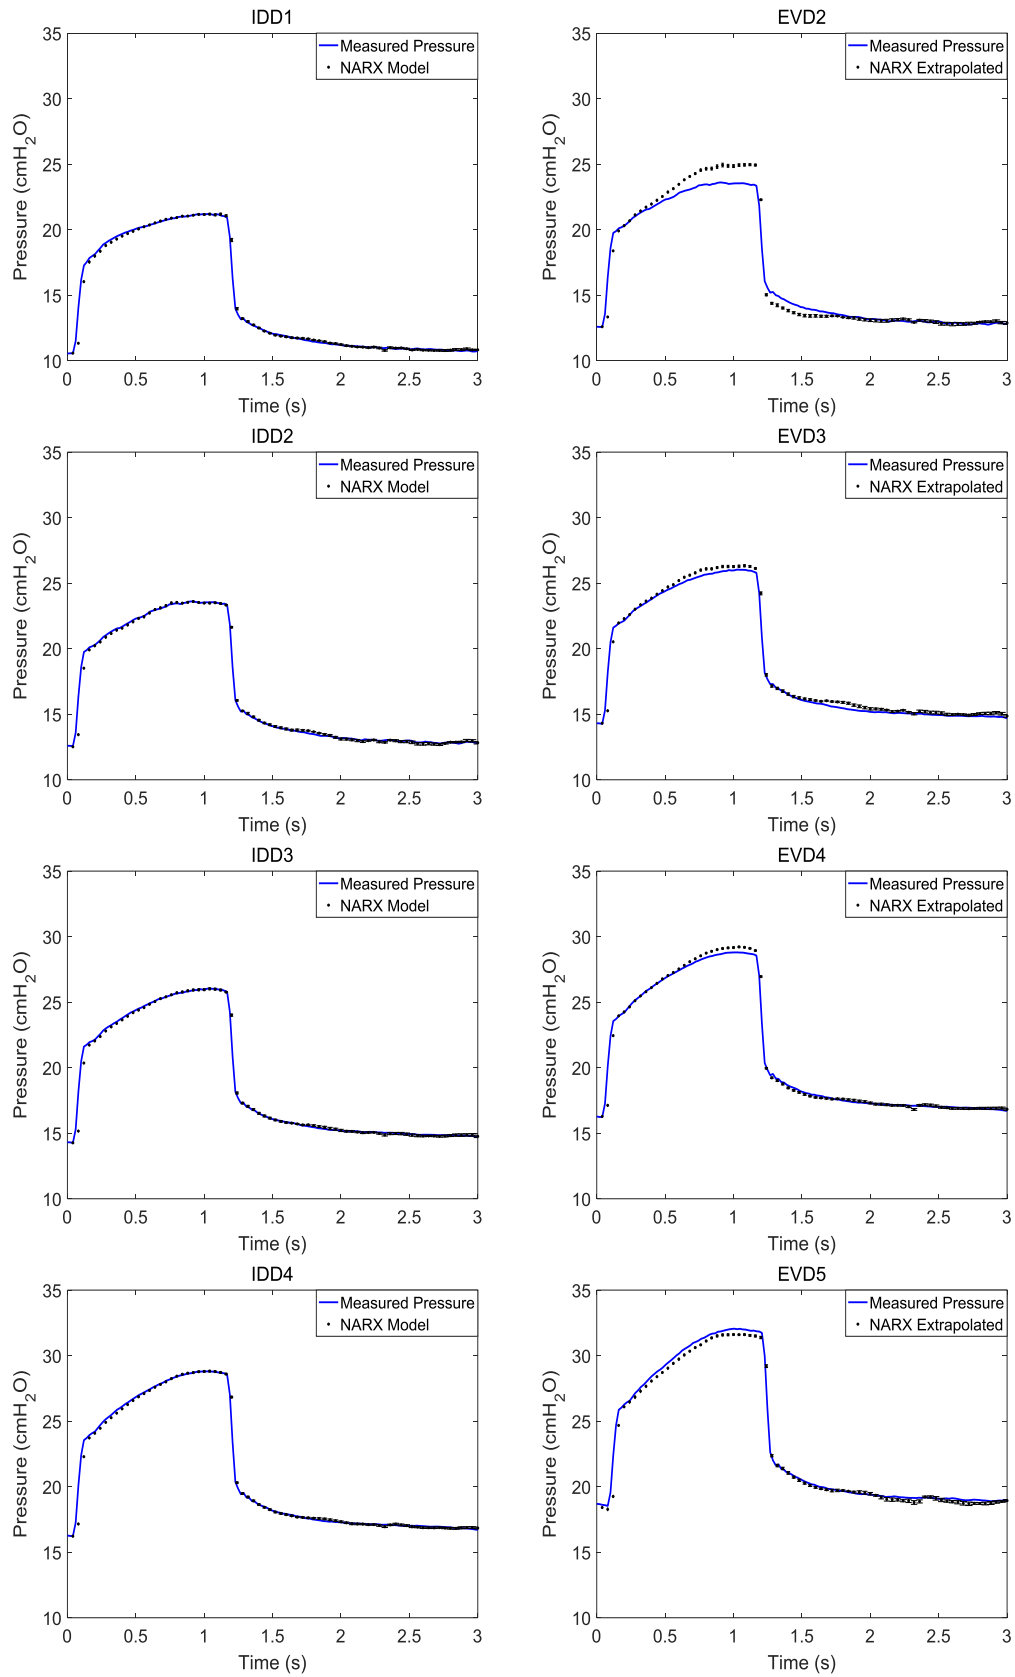 IDD1
35
30
25
20
15
10
0
0.5
1
1.5
2
2.5
3
Pressure (cmH2O)
Time (s)
Measured Pressure
NARX Model
EVD2
35
30
25
20
15
10
0
0.5
1
1.5
2
2.5
3
Pressure (cmH2O)
Time (s)
Measured Pressure
NARX Extrapolated
IDD2
35
30
25
20
15
10
0
0.5
1
1.5
2
2.5
3
Pressure (cmH2O)
Time (s)
Measured Pressure
NARX Model
EVD3
35
30
25
20
15
10
0
0.5
1
1.5
2
2.5
3
Pressure (cmH2O)
Time (s)
Measured Pressure
NARX Extrapolated
IDD3
35
30
25
20
15
10
0
0.5
1
1.5
2
2.5
3
Pressure (cmH2O)
Time (s)
Measured Pressure
NARX Model
EVD4
35
30
25
20
15
10
0
0.5
1
1.5
2
2.5
3
Pressure (cmH2O)
Time (s)
Measured Pressure
NARX Extrapolated
IDD4
35
30
25
20
15
10
0
0.5
1
1.5
2
2.5
3
Pressure (cmH2O)
Time (s)
Measured Pressure
NARX Model
EVD5
35
30
25
20
15
10
0
0.5
1
1.5
2
2.5
3
Pressure (cmH2O)
Time (s)
Measured Pressure
NARX Extrapolated